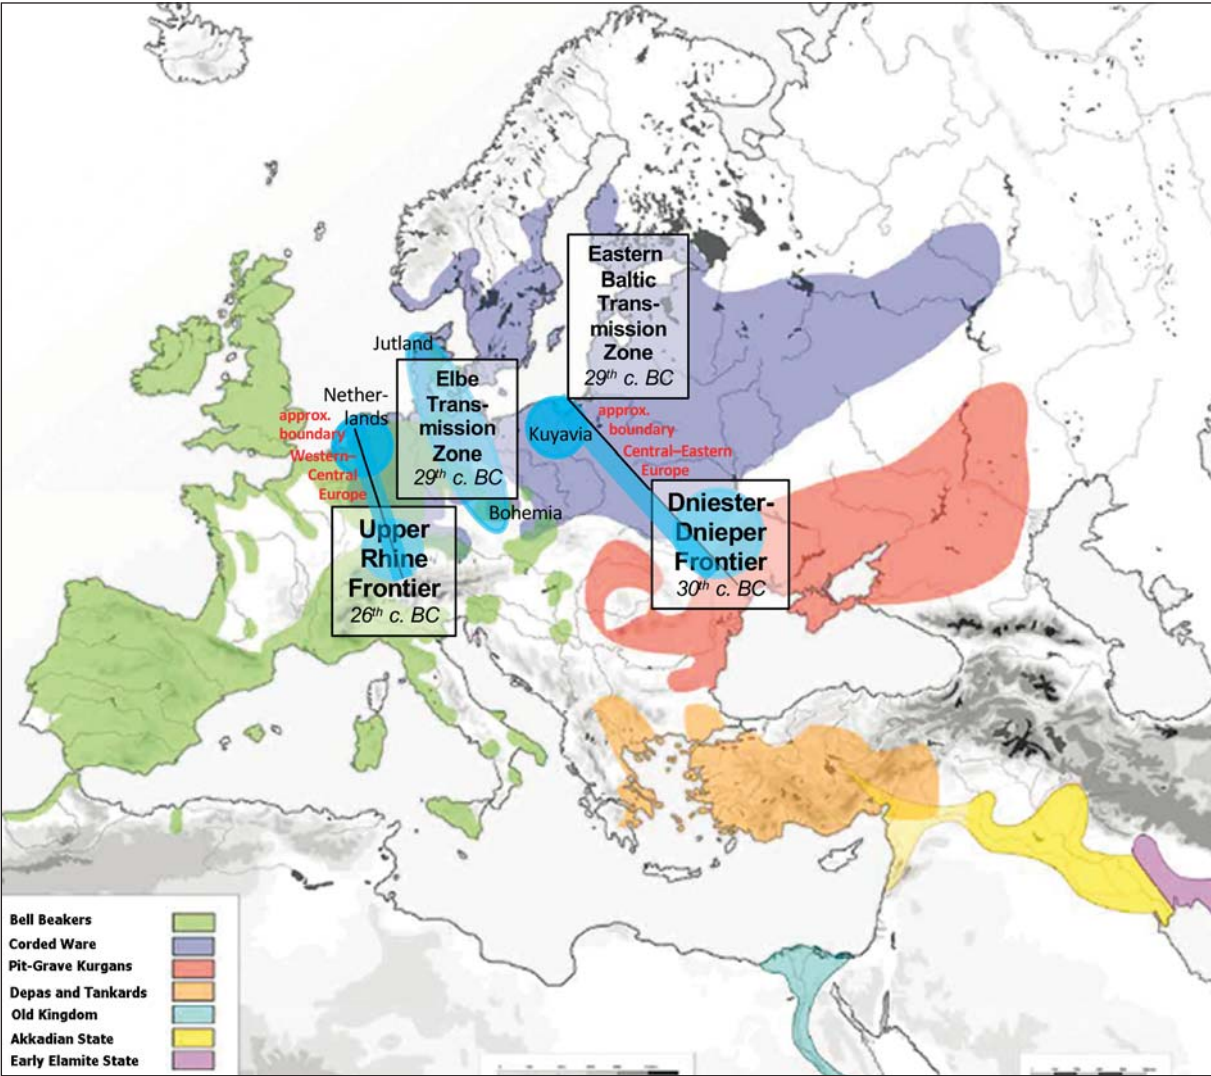 Eastern
Baltic
Trans-
mission
Zone
29th c. BC
Jutland
Elbe
Trans-
mission
Zone
29th c. BC
Nether-
lands
approx.
boundary
Western–
Central
Europe
Kuyavia
approx.
boundary
Central–Eastern
Europe
Bohemia
Dniester-
Dnieper
Frontier
30th c. BC
Upper
Rhine
Frontier
26th c. BC
Bell Beakers
Corded Ware
Pit-Grave Kurgans
Depas and Tankards
Old Kingdom
Akkadian State
Early Elamite State